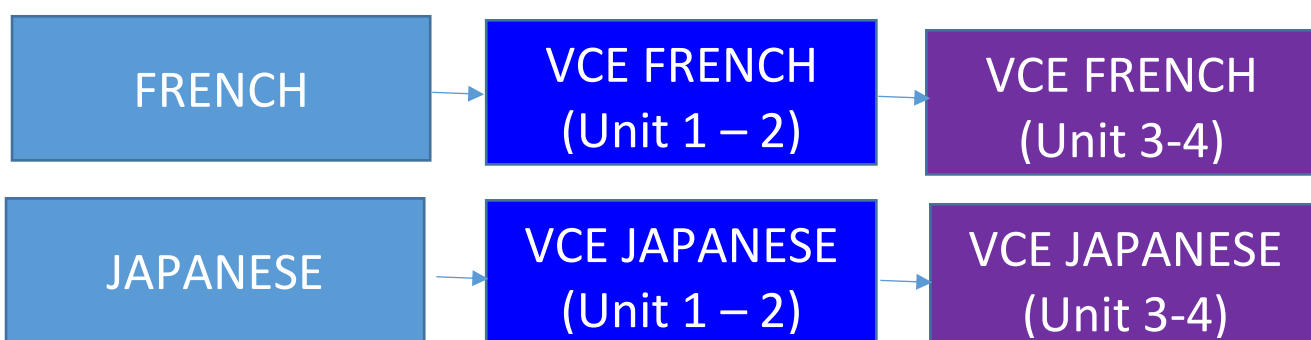 FRENCH
VCE FRENCH
(Unit 1 – 2)
VCE FRENCH
(Unit 3-4)
JAPANESE
VCE JAPANESE
(Unit 1 – 2)
VCE JAPANESE
(Unit 3-4)